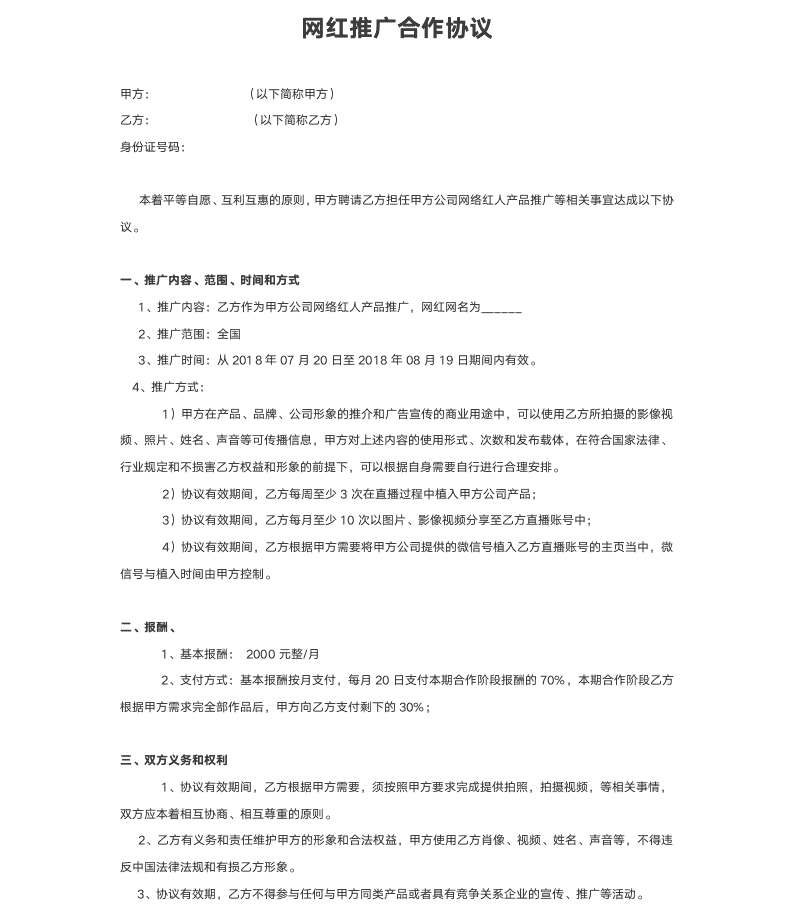 网红推广合作协议
甲方： （以下简称甲方）
乙方： （以下简称乙方）
身份证号码：
本着平等自愿、互利互惠的原则，甲方聘请乙方担任甲方公司网络红人产品推广等相关事宜达成以下协
议。
一、推广内容、范围、时间和方式
1、推广内容：乙方作为甲方公司网络红人产品推广，网红网名为______
2、推广范围：全国
3、推广时间：从 2018 年 07 月 20 日至 2018 年 08 月 19 日期间内有效。
4、推广方式：
1）甲方在产品、品牌、公司形象的推介和广告宣传的商业用途中，可以使用乙方所拍摄的影像视
频、照片、姓名、声音等可传播信息，甲方对上述内容的使用形式、次数和发布载体，在符合国家法律、
行业规定和不损害乙方权益和形象的前提下，可以根据自身需要自行进行合理安排。
2）协议有效期间，乙方每周至少 3 次在直播过程中植入甲方公司产品；
3）协议有效期间，乙方每月至少 10 次以图片、影像视频分享至乙方直播账号中；
4）协议有效期间，乙方根据甲方需要将甲方公司提供的微信号植入乙方直播账号的主页当中，微
信号与植入时间由甲方控制。
二、报酬、
1、基本报酬： 2000 元整/月
2、支付方式：基本报酬按月支付，每月 20 日支付本期合作阶段报酬的 70%，本期合作阶段乙方
根据甲方需求完全部作品后，甲方向乙方支付剩下的 30%；
三、双方义务和权利
1、协议有效期间，乙方根据甲方需要，须按照甲方要求完成提供拍照，拍摄视频，等相关事情，
双方应本着相互协商、相互尊重的原则。
2、乙方有义务和责任维护甲方的形象和合法权益，甲方使用乙方肖像、视频、姓名、声音等，不得违
反中国法律法规和有损乙方形象。
3、协议有效期，乙方不得参与任何与甲方同类产品或者具有竞争关系企业的宣传、推广等活动。